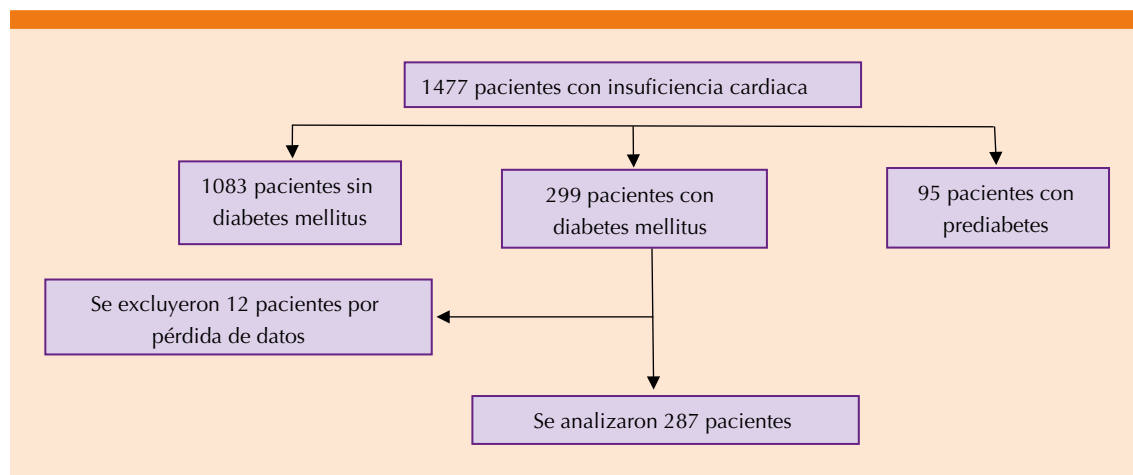 1477 pacientes con insuficiencia cardiaca
1083 pacientes sin
diabetes mellitus
299 pacientes con
diabetes mellitus
95 pacientes con
prediabetes
Se excluyeron 12 pacientes por
pérdida de datos
Se analizaron 287 pacientes